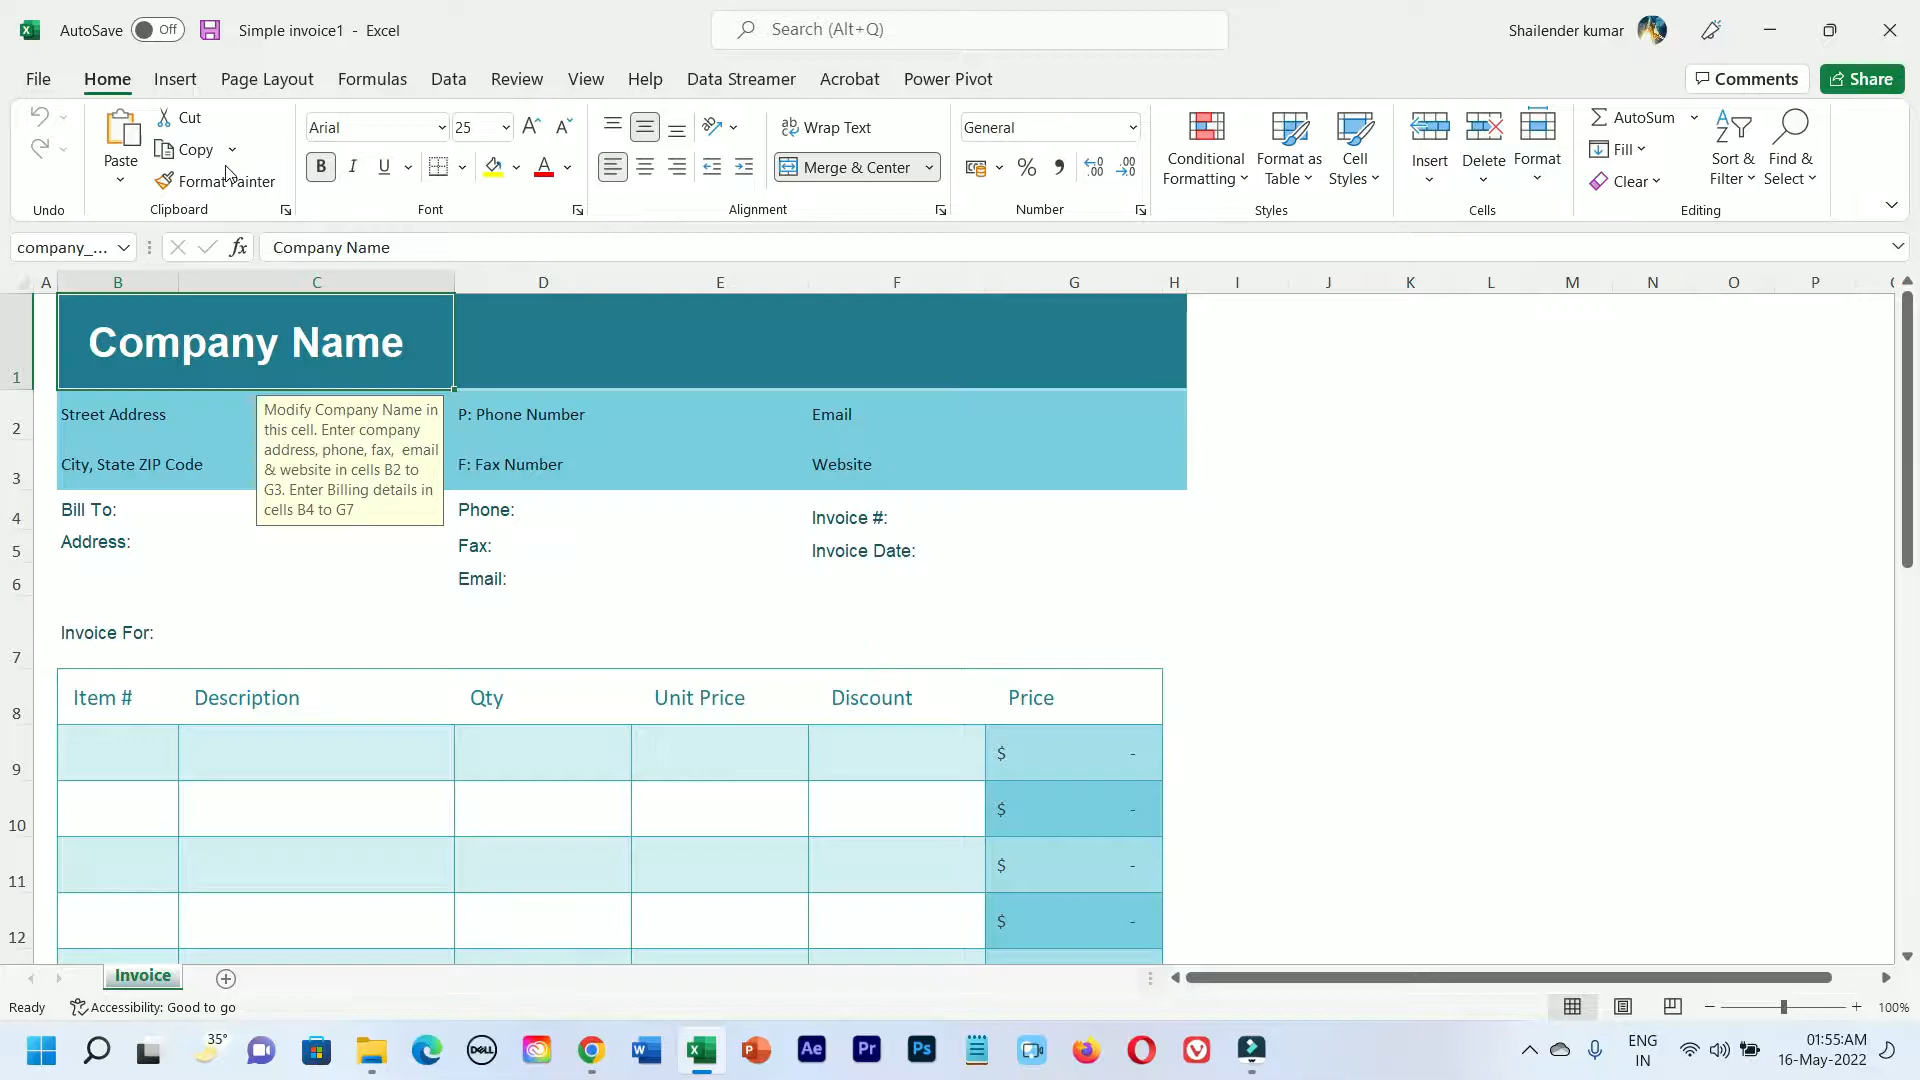 AutoSave Off Simple invoice1 - Excel Search (Alt+Q) Shailender kumar
File Home Insert Page Layout Formulas Data Review View Help Data Streamer Acrobat Power Pivot Comments Share
Paste
Cut
Copy
Format Painter
Arial 25
B I U A
ab Wrap Text
Merge & Center
General
%
Conditional Formatting
Format as Table
Cell Styles
Insert Delete Format
AutoSum
Fill
Clear
Sort & Filter
Find & Select
Undo Clipboard Font Alignment Number Styles Cells Editing
company_... fx Company Name
A B C D E F G H I J K L M N O P
1 Company Name
2 Street Address P: Phone Number Email
3 City, State ZIP Code F: Fax Number Website
Modify Company Name in
this cell. Enter company
address, phone, fax, email
& website in cells B2 to
G3. Enter Billing details in
cells B4 to G7
4 Bill To: Phone: Invoice #:
5 Address: Fax: Invoice Date:
6 Email:
7 Invoice For:
8 Item # Description Qty Unit Price Discount Price
9 $ -
10 $ -
11 $ -
12 $ -
Invoice
Ready Accessibility: Good to go 100%
35° DELL Ae Pr Ps ENG IN 01:55AM 16-May-2022